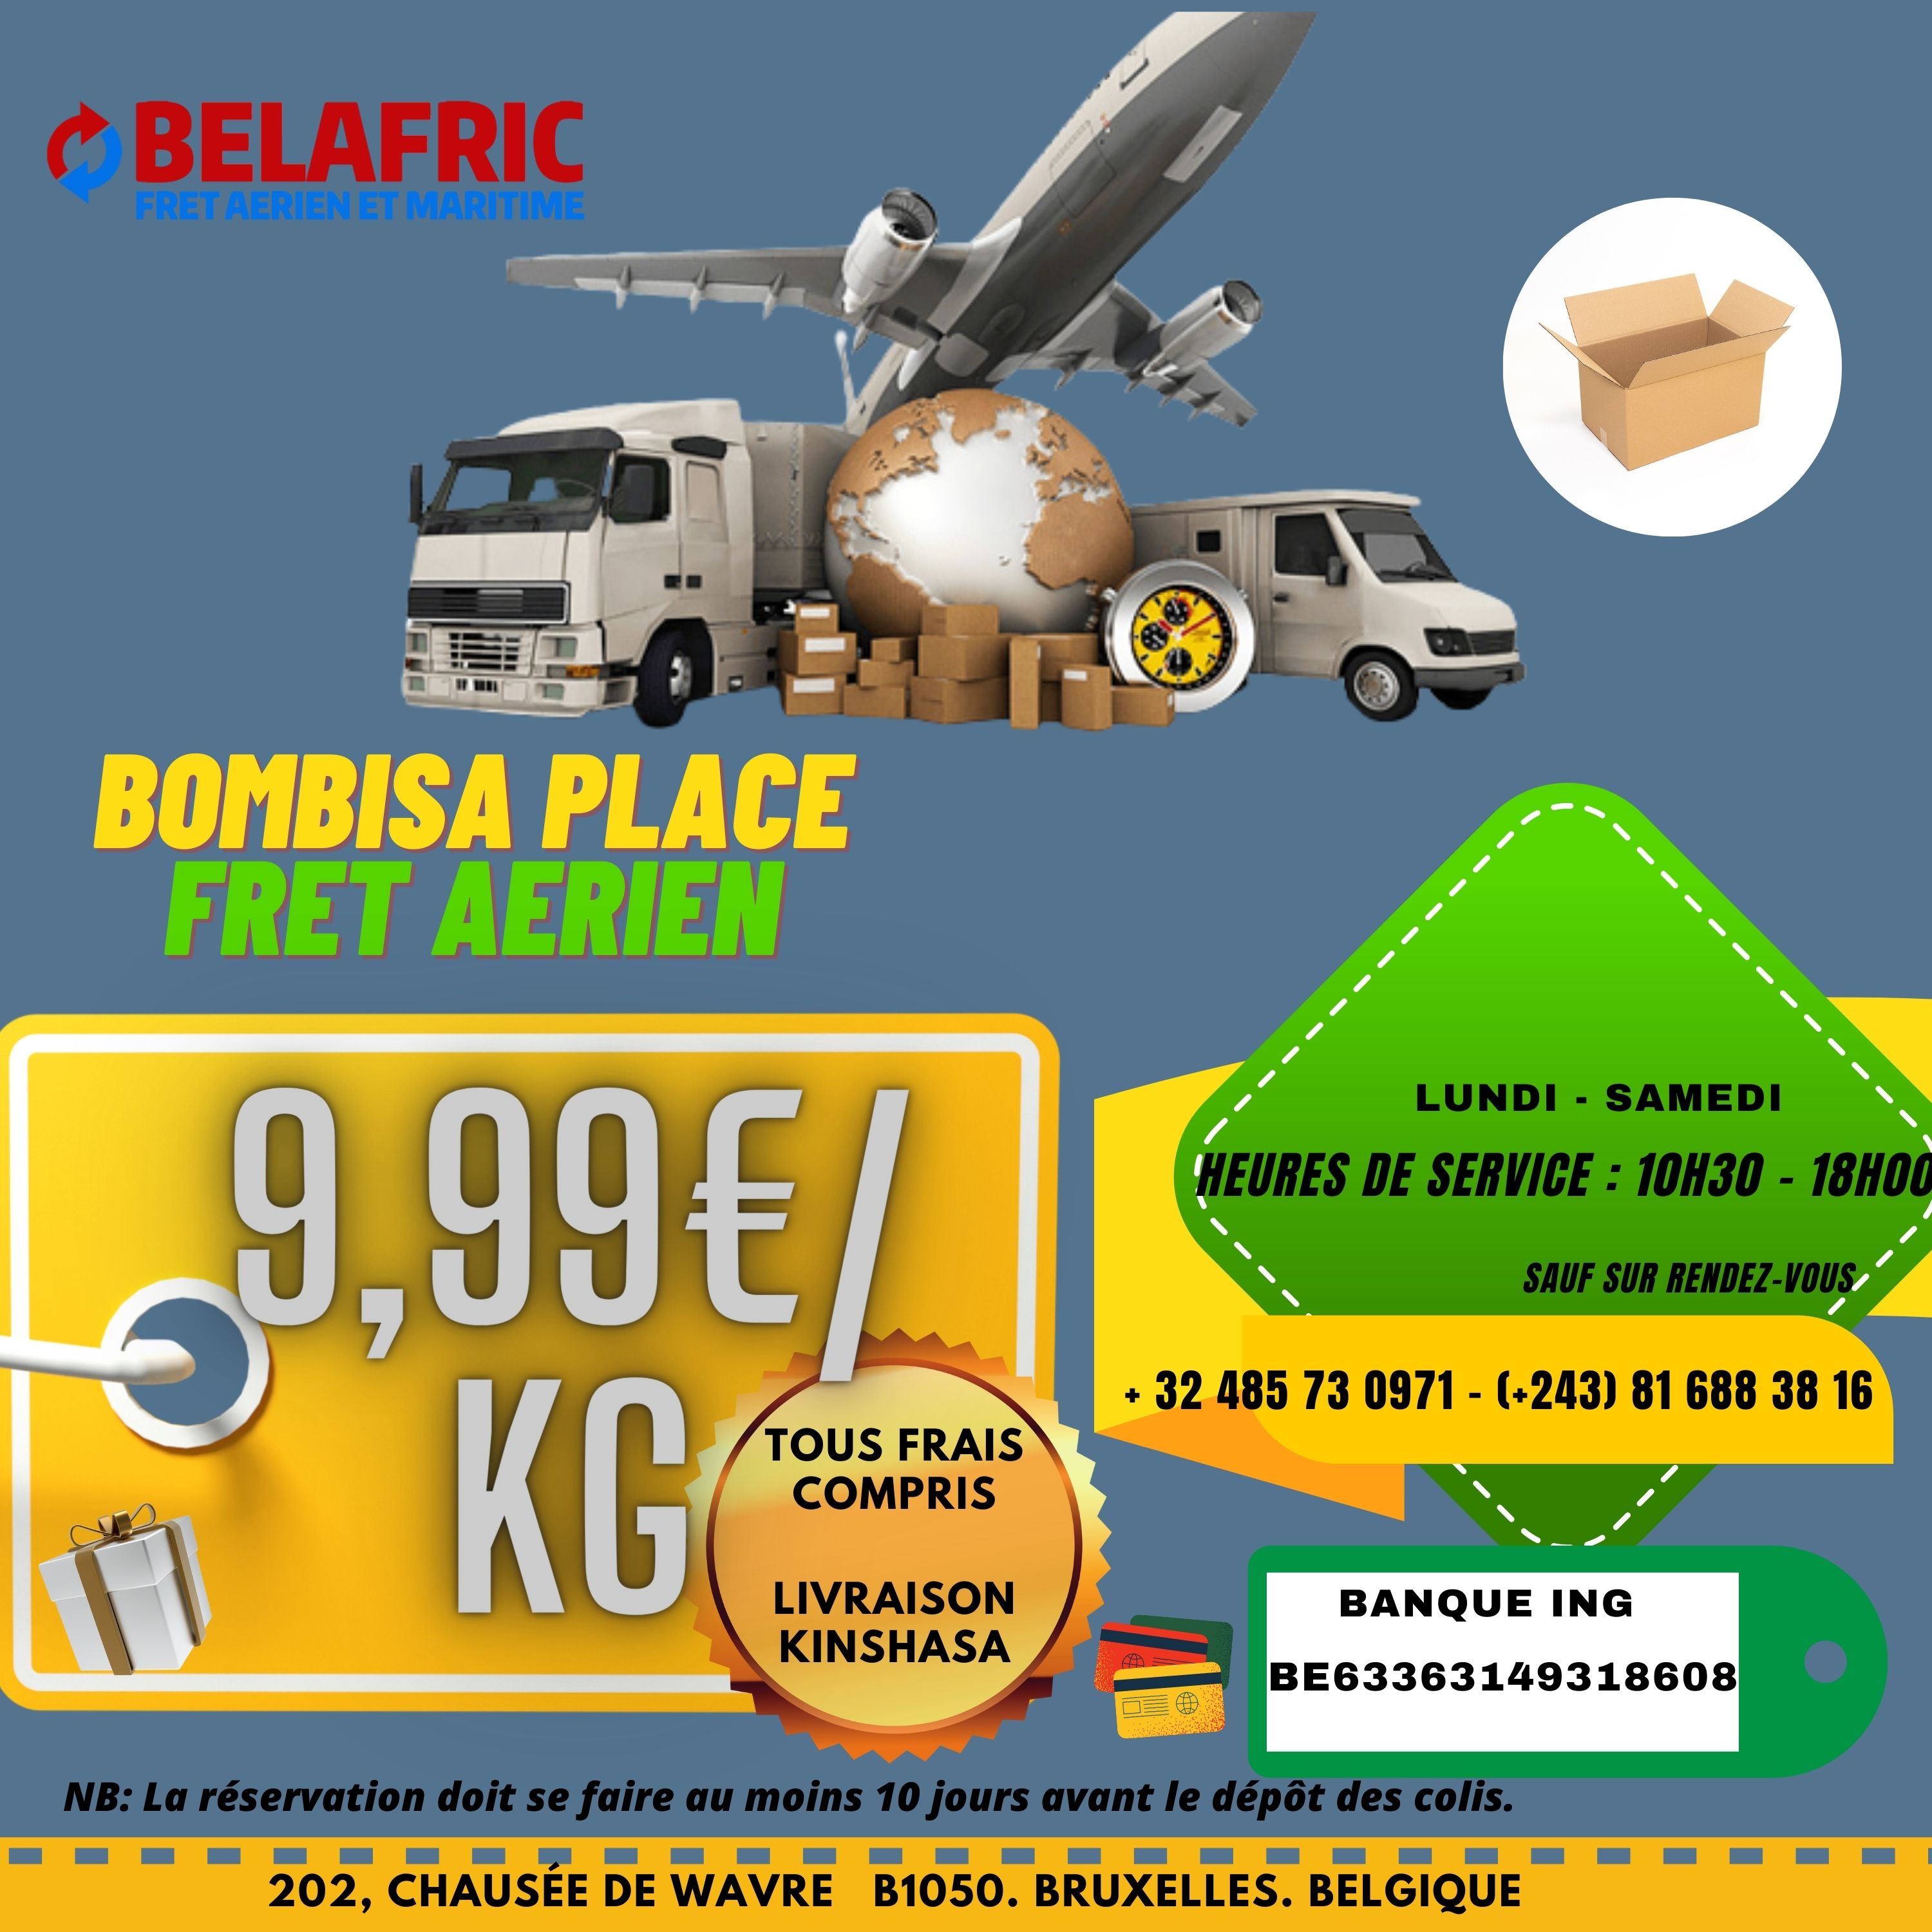 BELAFRIC
FRET AERIEN ET MARITIME
BOMBISA PLACE
FRET AERIEN
9,99€/
KG
TOUS FRAIS
COMPRIS
LIVRAISON
KINSHASA
LUNDI - SAMEDI
HEURES DE SERVICE : 10H30 - 18H00
SAUF SUR RENDEZ-VOUS
+ 32 485 73 0971 - (+243) 81 688 38 16
BANQUE ING
BE63363149318608
NB: La réservation doit se faire au moins 10 jours avant le dépôt des colis.
202, CHAUSÉE DE WAVRE B1050. BRUXELLES. BELGIQUE